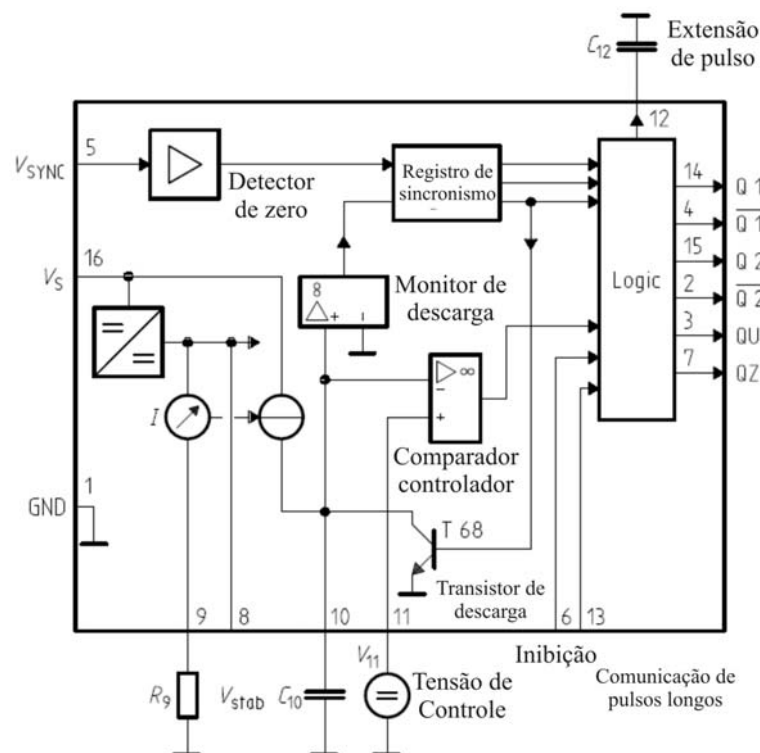 Extensão
de pulso
C12
12
5
VSYNC
Detector
de zero
Registro de
sincronismo
14
Q 1
4
Q 1
15
Q 2
2
Q 2
3
QU
7
QZ
Logic
16
VS
8
+
-
Monitor de
descarga
∞
-
+
Comparador
controlador
I
1
GND
T 68
Transistor de
descarga
9
8
10
11
6
13
Inibição
Comunicação de
pulsos longos
R9
Vstab
C10
V11
Tensão de
Controle